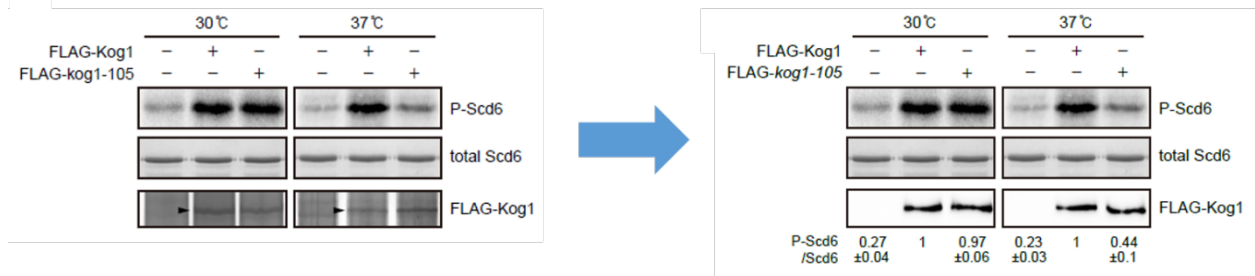 30℃ 37℃
FLAG-Kog1 − + − − + −
FLAG-kog1-105 − − + − − +
P-Scd6
total Scd6
FLAG-Kog1
30℃ 37℃
FLAG-Kog1 − + − − + −
FLAG-kog1-105 − − + − − +
P-Scd6
total Scd6
FLAG-Kog1
P-Scd6 0.27 1 0.97 0.23 1 0.44
/Scd6 ±0.04 ±0.06 ±0.03 ±0.1